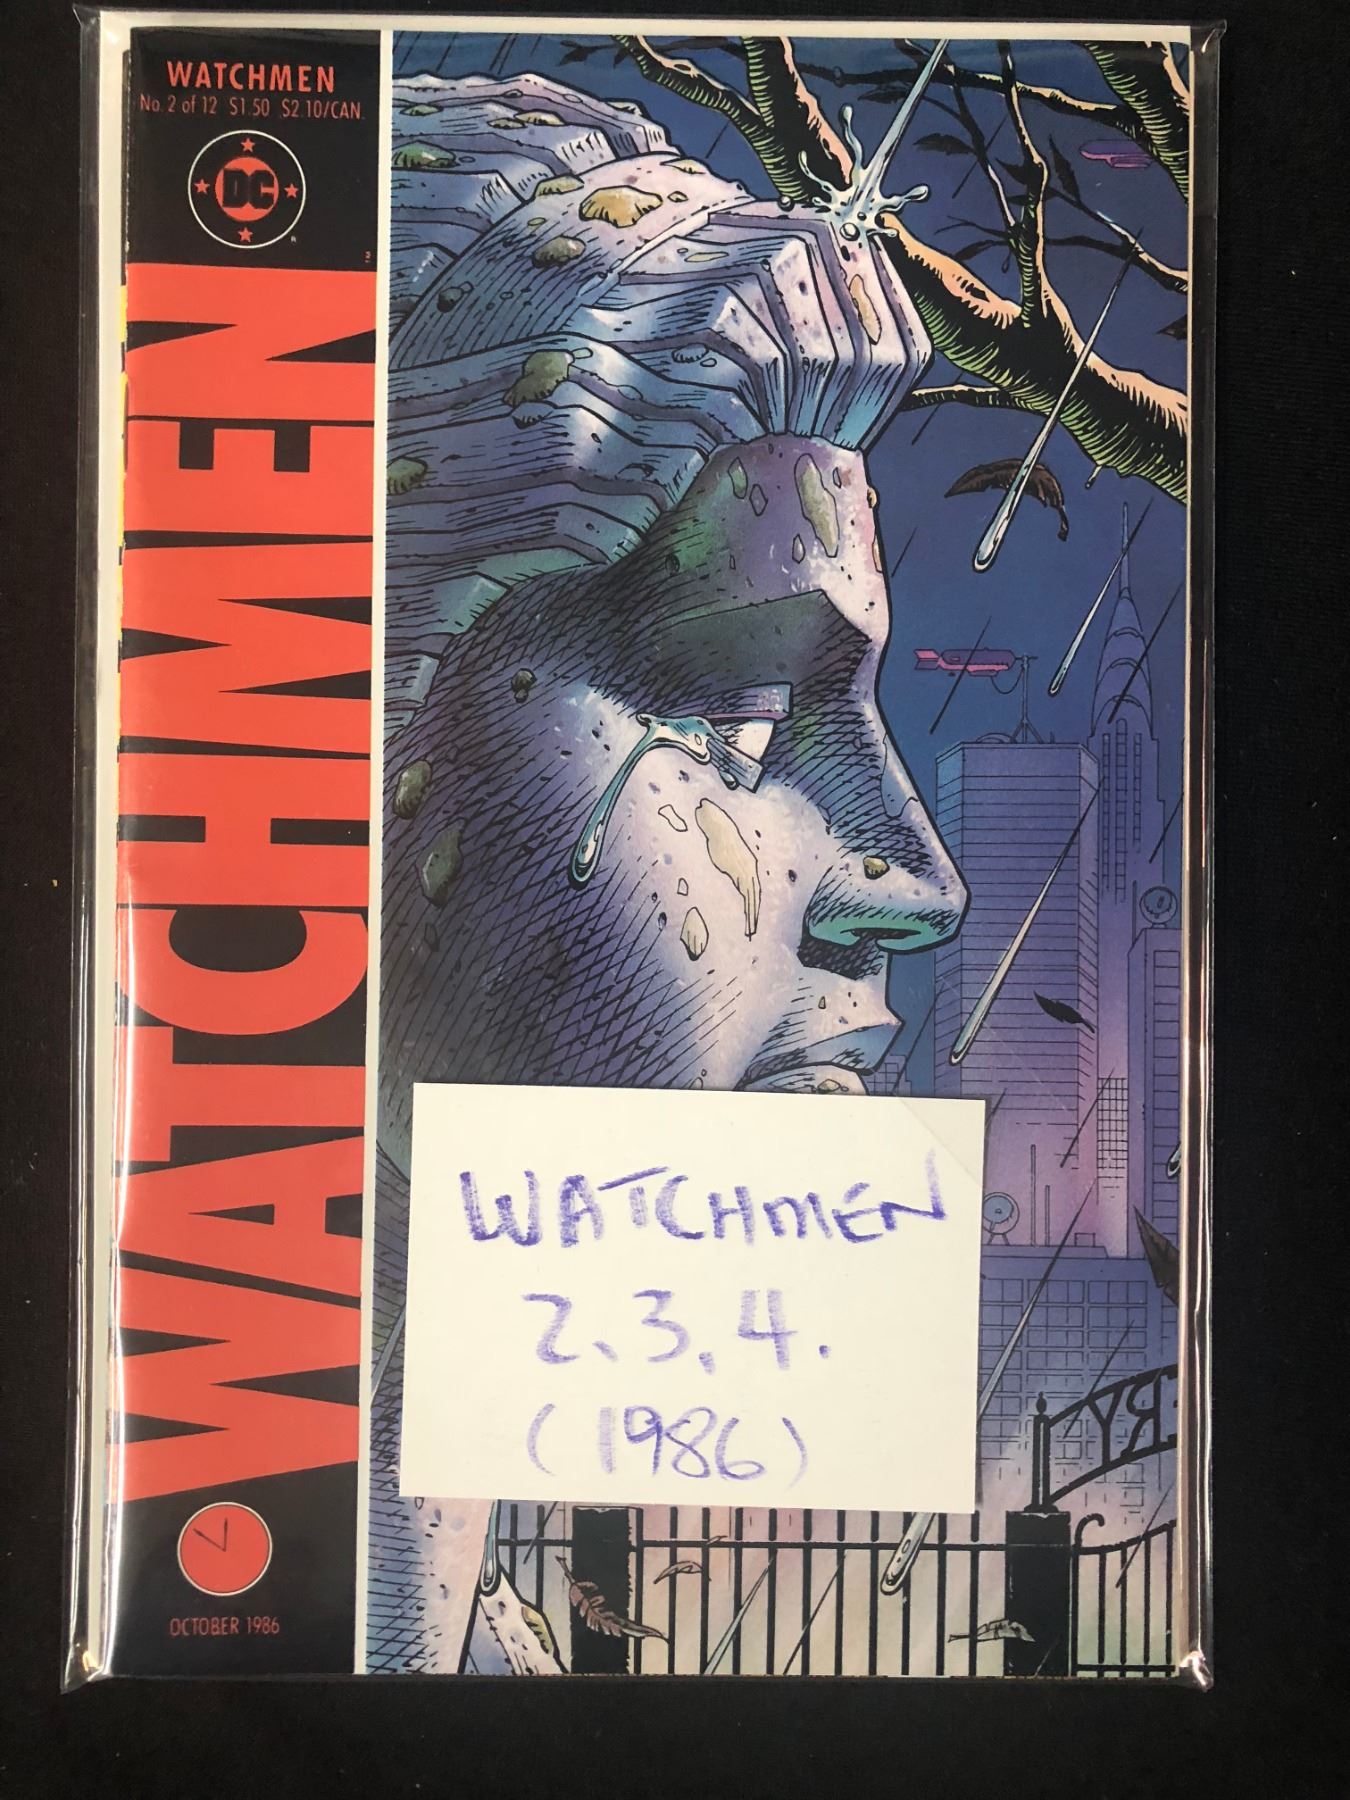 WATCHMEN
No. 2 of 12 $1.50 $2.10/CAN.
DC
R
TM
WATCHMEN
OCTOBER 1986
WATCHMEN
2, 3, 4.
(1986)